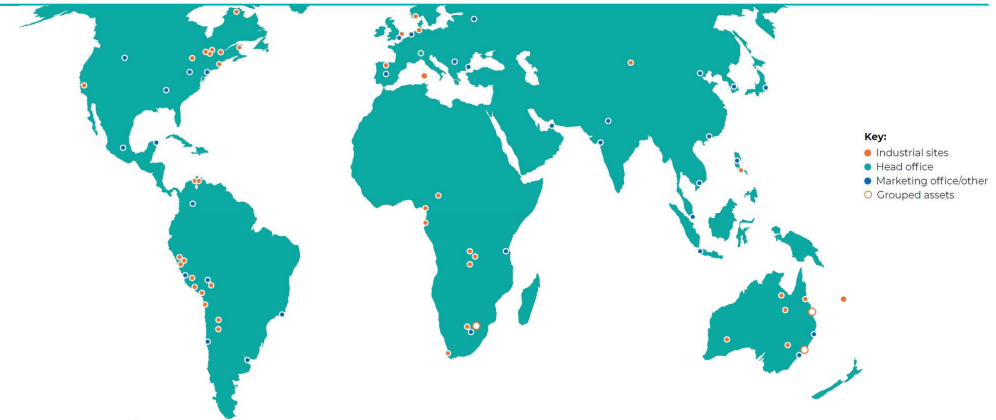 Key:
Industrial sites
Head office
Marketing office/other
Grouped assets